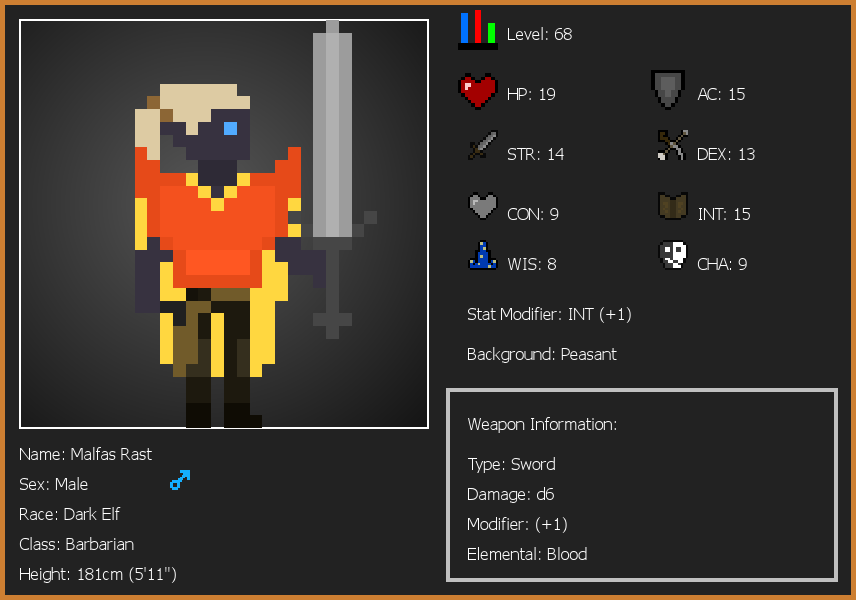 Level: 68
HP: 19
AC: 15
STR: 14
DEX: 13
CON: 9
INT: 15
WIS: 8
CHA: 9
Stat Modifier: INT (+1)
Background: Peasant
Weapon Information:
Type: Sword
Damage: d6
Modifier: (+1)
Elemental: Blood
Name: Malfas Rast
Sex: Male
Race: Dark Elf
Class: Barbarian
Height: 181cm (5'11")